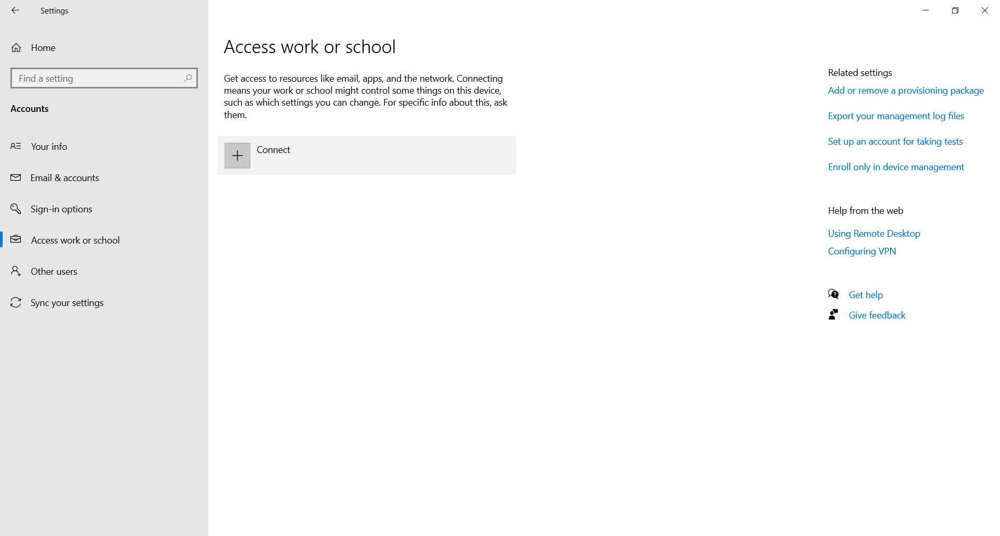 Settings
Home
Find a setting
Accounts
Your info
Email & accounts
Sign-in options
Access work or school
Other users
Sync your settings
Access work or school
Get access to resources like email, apps, and the network. Connecting
means your work or school might control some things on this device,
such as which settings you can change. For specific info about this, ask
them.
Connect
Related settings
Add or remove a provisioning package
Export your management log files
Set up an account for taking tests
Enroll only in device management
Help from the web
Using Remote Desktop
Configuring VPN
Get help
Give feedback